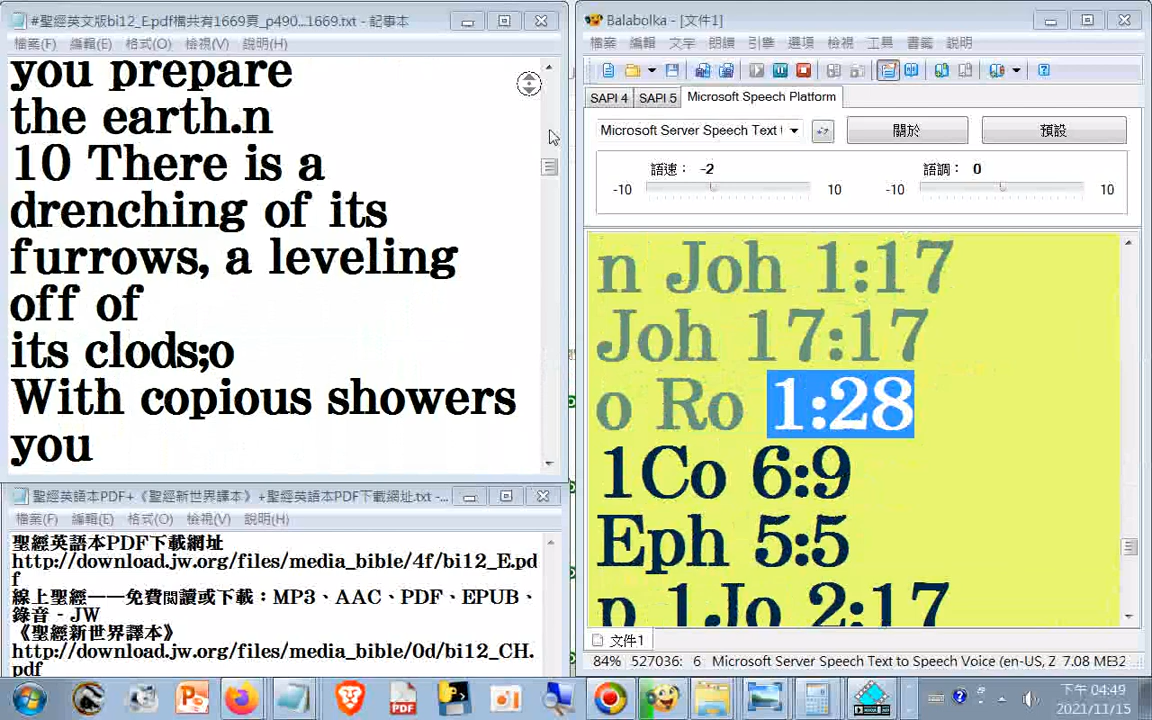 #聖經英文版bi12_E.pdf檔共有1669頁_p490...1669.txt - 記事本
檔案(F) 編輯(E) 格式(O) 檢視(V) 說明(H)
you prepare
the earth.n
10 There is a
drenching of its
furrows, a leveling
off of
its clods;o
With copious showers
you
聖經英語本PDF+《聖經新世界譯本》+聖經英語本PDF下載網址.txt -...
檔案(F) 編輯(E) 格式(O) 檢視(V) 說明(H)
聖經英語本PDF下載網址
http://download.jw.org/files/media_bible/4f/bi12_E.pd
f
線上聖經——免費閱讀或下載：MP3、AAC、PDF、EPUB、
錄音 - JW
《聖經新世界譯本》
http://download.jw.org/files/media_bible/0d/bi12_CH.
pdf
Balabolka - [文件1]
檔案 編輯 文字 朗讀 引擎 選項 檢視 工具 書籤 說明
SAPI 4 SAPI 5 Microsoft Speech Platform
Microsoft Server Speech Text 關於 預設
語速： -2 語調： 0
-10 10 -10 10
n Joh 1:17
Joh 17:17
o Ro 1:28
1Co 6:9
Eph 5:5
p 1Jo 2:17
文件1
84% 527036: 6 Microsoft Server Speech Text to Speech Voice (en-US, Z 7.08 MB
下午 04:49
2021/11/15